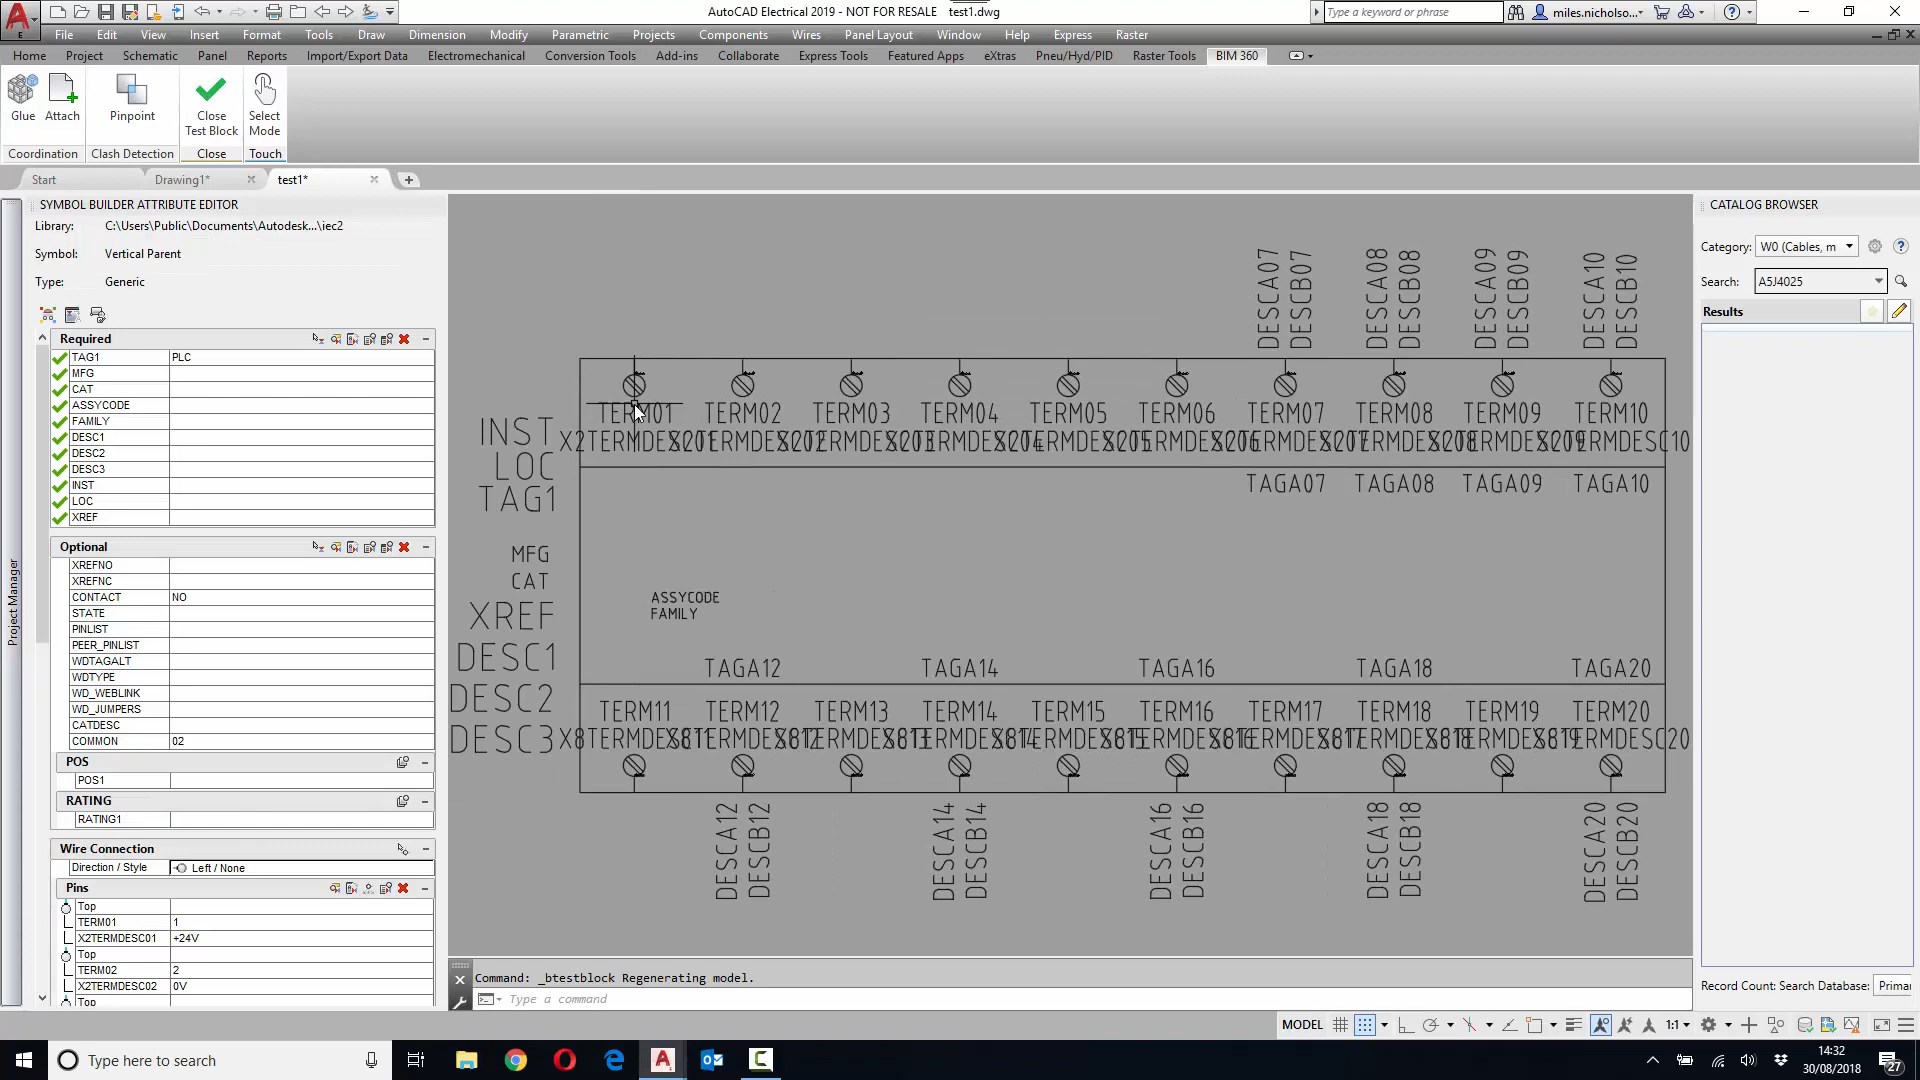 AutoCAD Electrical 2019 - NOT FOR RESALE test1.dwg
Type a keyword or phrase
miles.nicholso...
File Edit View Insert Format Tools Draw Dimension Modify Parametric Projects Components Wires Panel Layout Window Help Express Raster
Home Project Schematic Panel Reports Import/Export Data Electromechanical Conversion Tools Add-ins Collaborate Express Tools Featured Apps eXtras Pneu/Hyd/PID Raster Tools BIM 360
Glue Attach Pinpoint Close Test Block Select Mode
Coordination Clash Detection Close Touch
Start Drawing1* test1*
SYMBOL BUILDER ATTRIBUTE EDITOR
Library: C:\Users\Public\Documents\Autodesk...\iec2
Symbol: Vertical Parent
Type: Generic
Required
TAG1 PLC
MFG
CAT
ASSYCODE
FAMILY
DESC1
DESC2
DESC3
INST
LOC
XREF
Optional
XREFNO
XREFNC
CONTACT NO
STATE
PINLIST
PEER_PINLIST
WDTAGALT
WDTYPE
WD_WEBLINK
WD_JUMPERS
CATDESC
COMMON 02
POS
POS1
RATING
RATING1
Wire Connection
Direction / Style Left / None
Pins
Top
TERM01 1
X2TERMDESC01 +24V
Top
TERM02 2
X2TERMDESC02 0V
Top
Project Manager
DESCA07 DESCB07 DESCA08 DESCB08 DESCA09 DESCB09 DESCA10 DESCB10
TERM01 TERM02 TERM03 TERM04 TERM05 TERM06 TERM07 TERM08 TERM09 TERM10
INST
LOC
TAG1
TAGA07 TAGA08 TAGA09 TAGA10
MFG
CAT
XREF
ASSYCODE
FAMILY
DESC1
DESC2
DESC3
TAGA12 TAGA14 TAGA16 TAGA18 TAGA20
TERM11 TERM12 TERM13 TERM14 TERM15 TERM16 TERM17 TERM18 TERM19 TERM20
DESCA12 DESCB12 DESCA14 DESCB14 DESCA16 DESCB16 DESCA18 DESCB18 DESCA20 DESCB20
Command: _btestblock Regenerating model.
Type a command
CATALOG BROWSER
Category: W0 (Cables, m
Search: A5J4025
Results
Record Count: Search Database: Primar
MODEL 1:1
Type here to search
14:32
30/08/2018
27